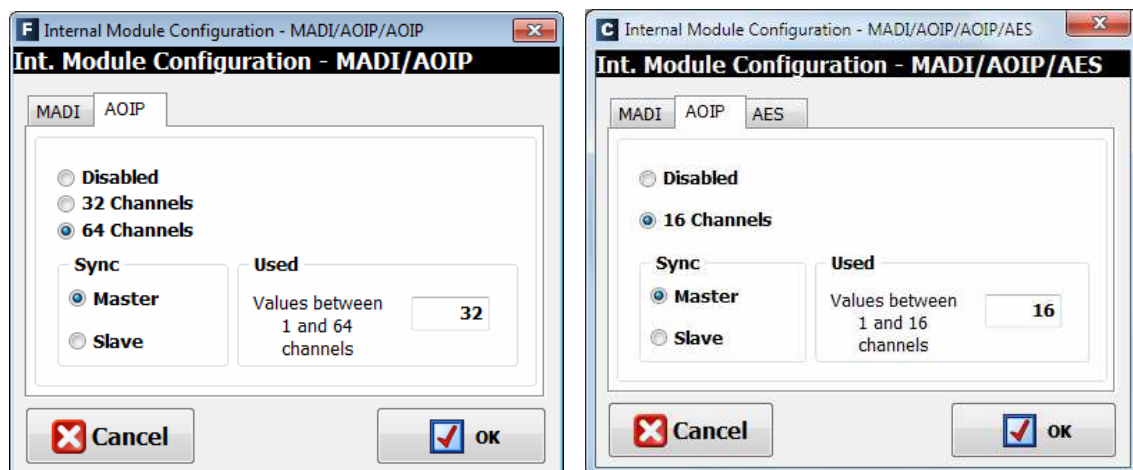 F Internal Module Configuration - MADI/AOIP/AOIP
Int. Module Configuration - MADI/AOIP
MADI AOIP
Disabled
32 Channels
64 Channels
Sync
Master
Slave
Used
Values between
1 and 64
channels
32
Cancel
OK
C Internal Module Configuration - MADI/AOIP/AOIP/AES
Int. Module Configuration - MADI/AOIP/AES
MADI AOIP AES
Disabled
16 Channels
Sync
Master
Slave
Used
Values between
1 and 16
channels
16
Cancel
OK